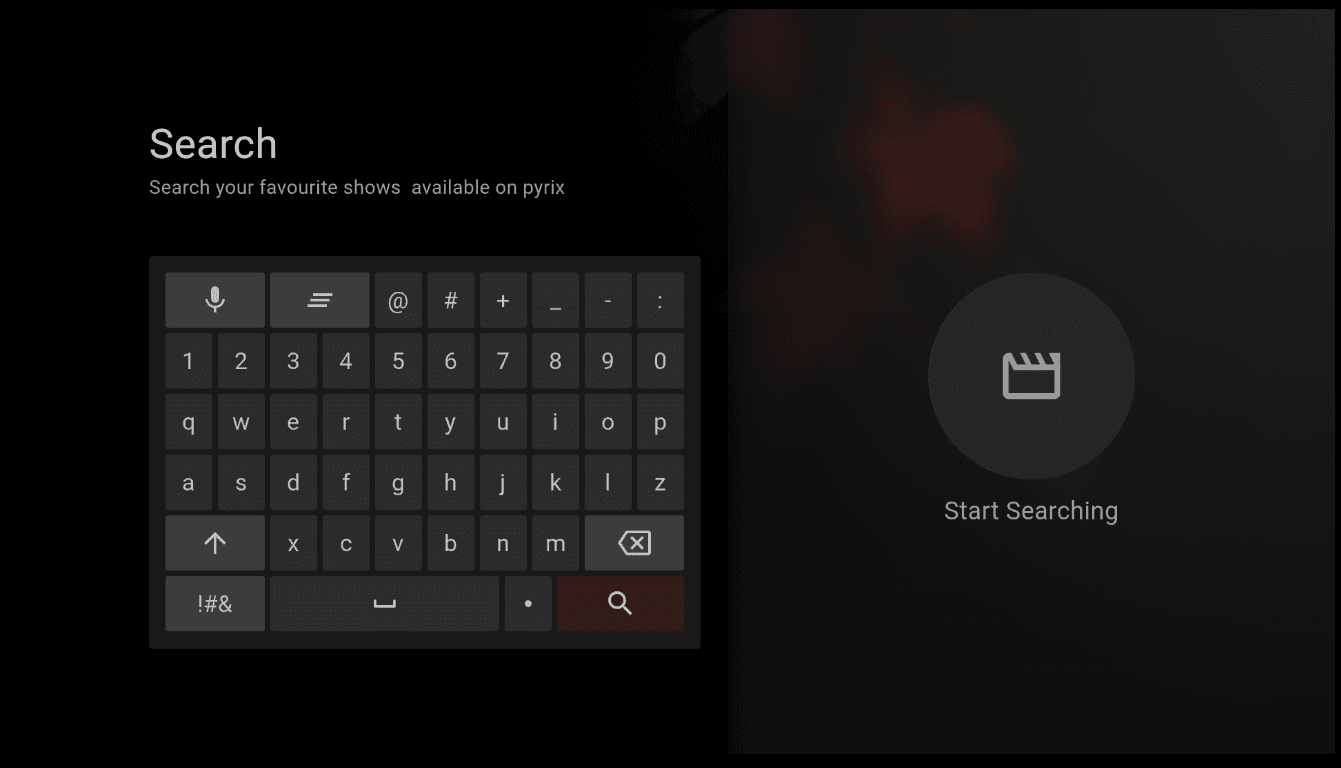 Search
Search your favourite shows  available on pyrix
@ # + _ - :
1 2 3 4 5 6 7 8 9 0
q w e r t y u i o p
a s d f g h j k l z
x c v b n m
!#& •
Start Searching